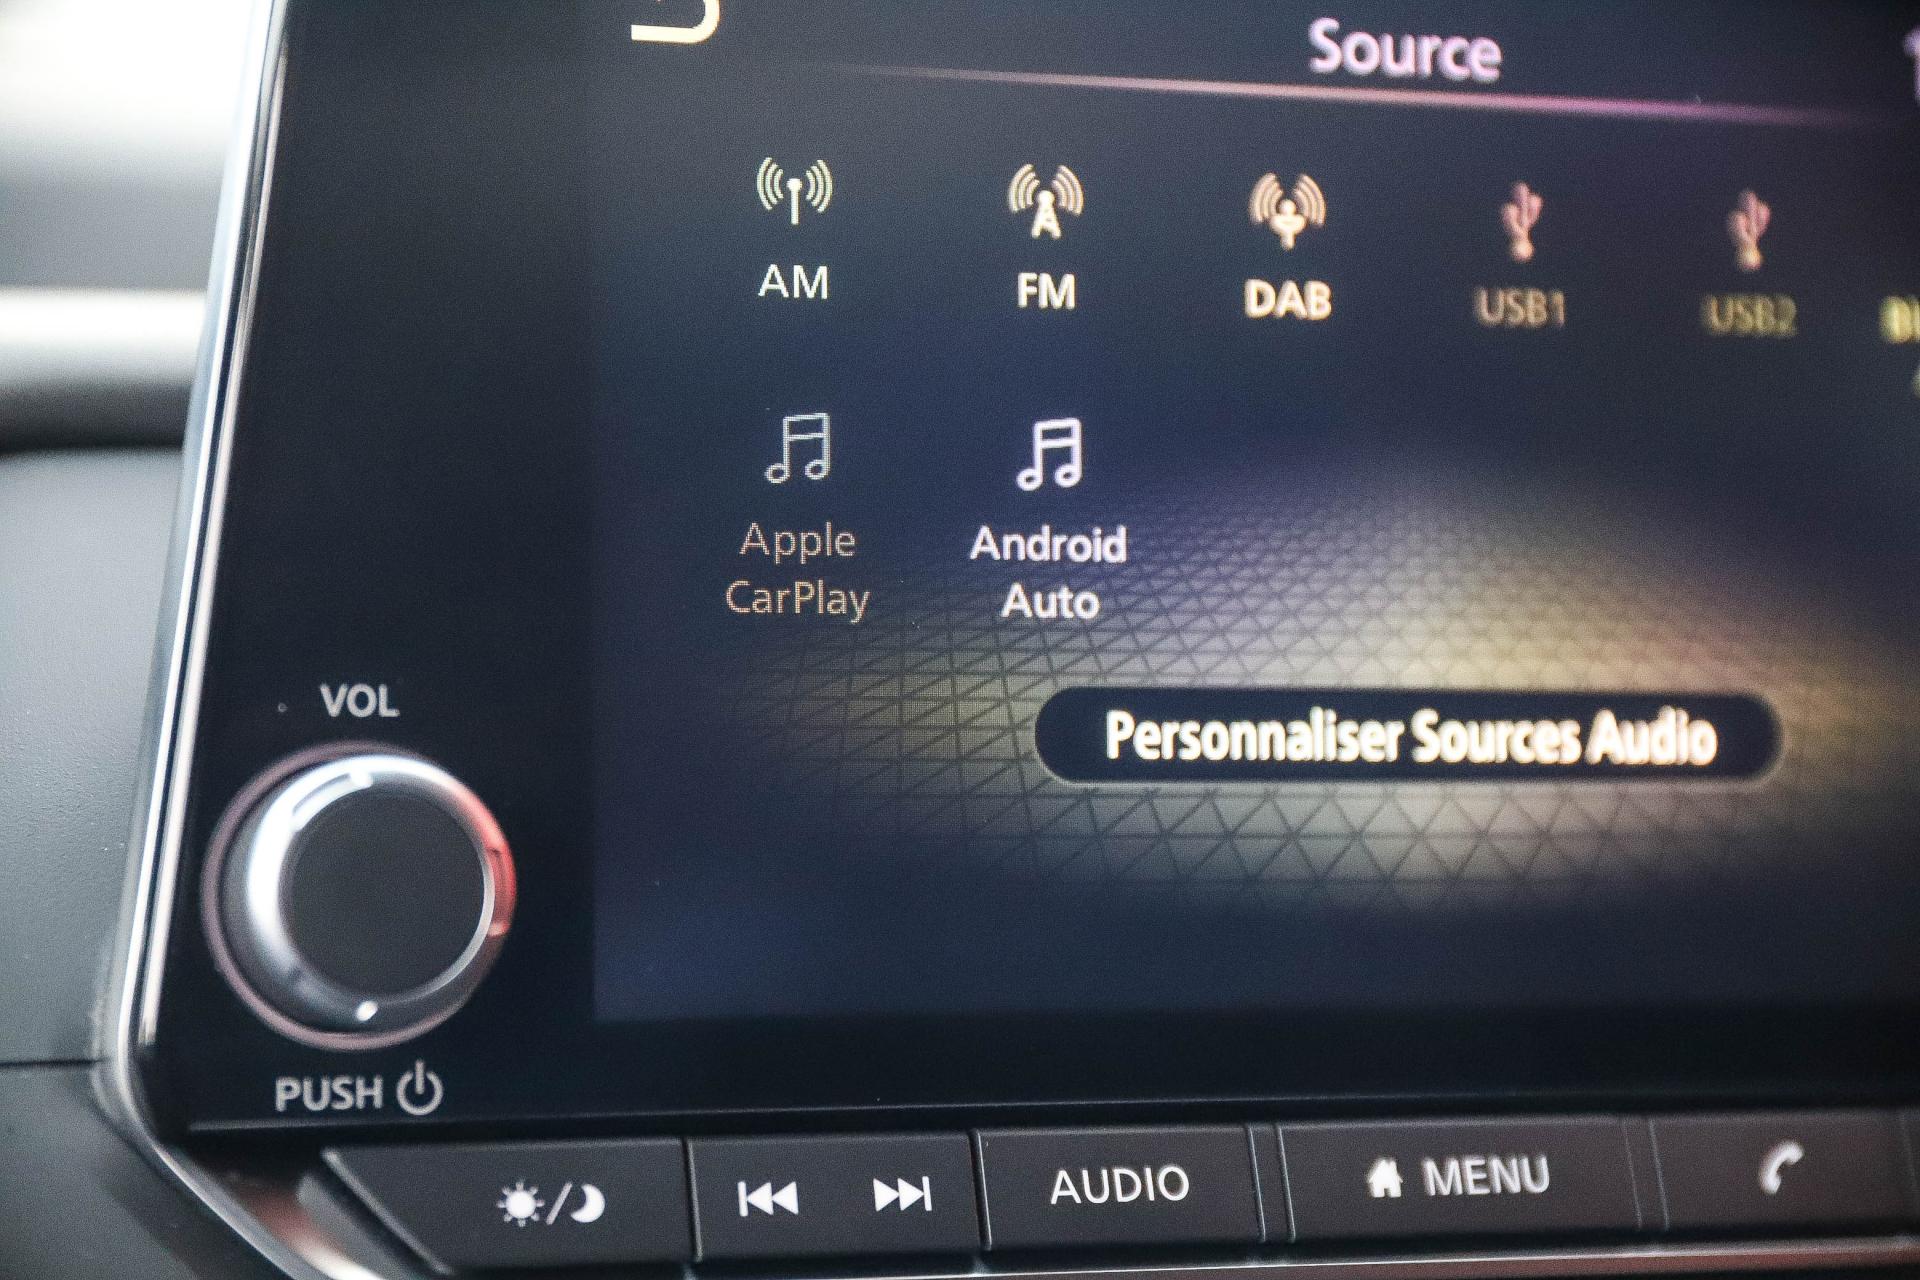 Source
AM
FM
DAB
USB1
USB2
Apple
CarPlay
Android
Auto
Personnaliser Sources Audio
VOL
PUSH
AUDIO
MENU